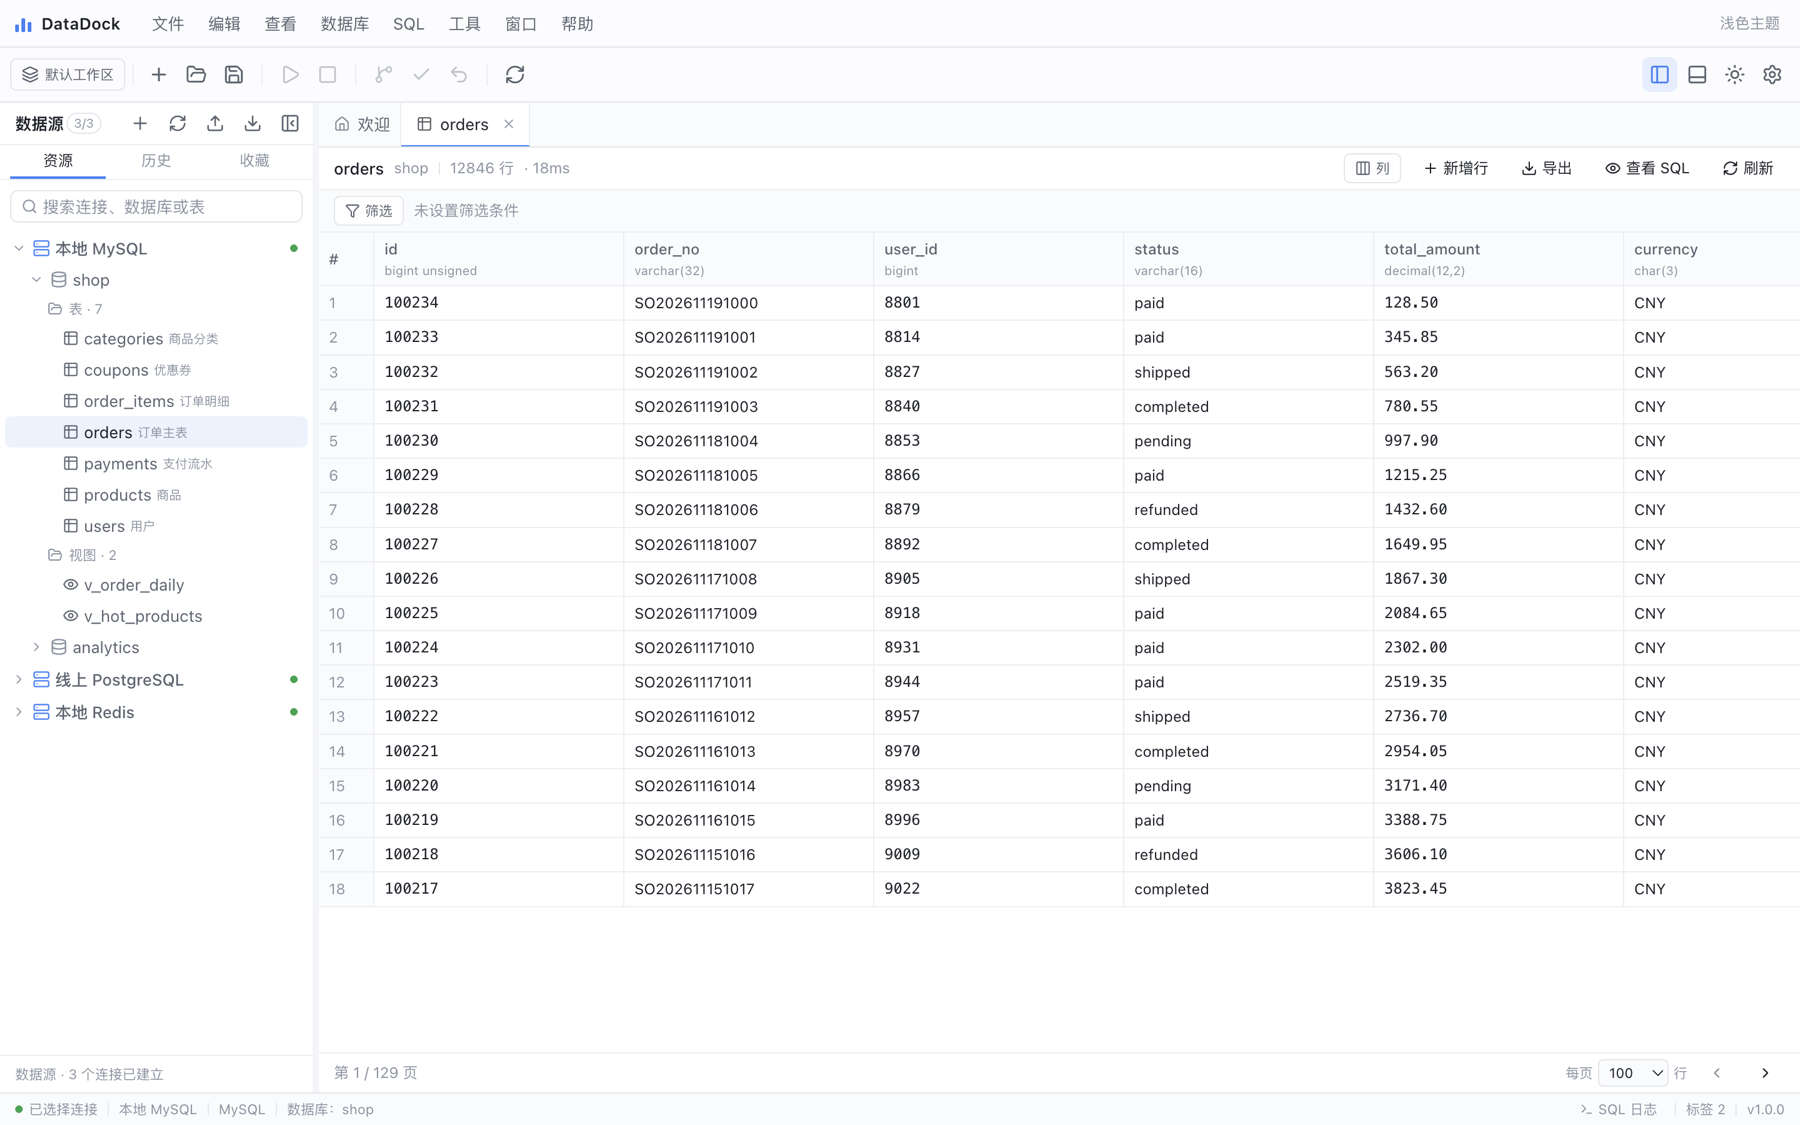 DataDock 文件 编辑 查看 数据库 SQL 工具 窗口 帮助 浅色主题
默认工作区
数据源 3/3
资源 历史 收藏
搜索连接、数据库或表
本地 MySQL
shop
表 · 7
categories 商品分类
coupons 优惠券
order_items 订单明细
orders 订单主表
payments 支付流水
products 商品
users 用户
视图 · 2
v_order_daily
v_hot_products
analytics
线上 PostgreSQL
本地 Redis
数据源 · 3 个连接已建立
欢迎 orders
orders shop 12846 行 · 18ms 列 新增行 导出 查看 SQL 刷新
筛选 未设置筛选条件
# id order_no user_id status total_amount currency
bigint unsigned varchar(32) bigint varchar(16) decimal(12,2) char(3)
1 100234 SO202611191000 8801 paid 128.50 CNY
2 100233 SO202611191001 8814 paid 345.85 CNY
3 100232 SO202611191002 8827 shipped 563.20 CNY
4 100231 SO202611191003 8840 completed 780.55 CNY
5 100230 SO202611181004 8853 pending 997.90 CNY
6 100229 SO202611181005 8866 paid 1215.25 CNY
7 100228 SO202611181006 8879 refunded 1432.60 CNY
8 100227 SO202611181007 8892 completed 1649.95 CNY
9 100226 SO202611171008 8905 shipped 1867.30 CNY
10 100225 SO202611171009 8918 paid 2084.65 CNY
11 100224 SO202611171010 8931 paid 2302.00 CNY
12 100223 SO202611171011 8944 paid 2519.35 CNY
13 100222 SO202611161012 8957 shipped 2736.70 CNY
14 100221 SO202611161013 8970 completed 2954.05 CNY
15 100220 SO202611161014 8983 pending 3171.40 CNY
16 100219 SO202611161015 8996 paid 3388.75 CNY
17 100218 SO202611151016 9009 refunded 3606.10 CNY
18 100217 SO202611151017 9022 completed 3823.45 CNY
第 1 / 129 页 每页 100 行
已选择连接 本地 MySQL MySQL 数据库: shop SQL 日志 标签 2 v1.0.0